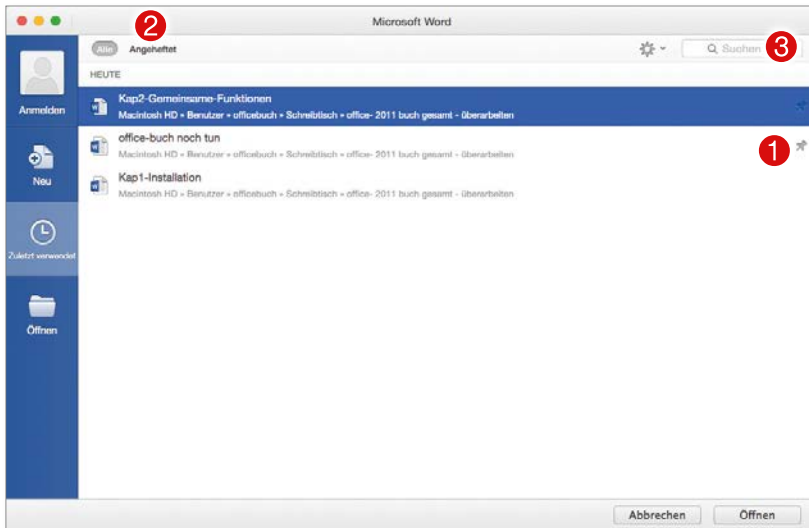 Microsoft Word
2
Alle Angeheftet
Suchen 3
HEUTE
Anmelden
Kap2-Gemeinsame-Funktionen
Macintosh HD » Benutzer » officebuch » Schreibtisch » office- 2011 buch gesamt - überarbeiten
office-buch noch tun
Macintosh HD » Benutzer » officebuch » Schreibtisch » office- 2011 buch gesamt - überarbeiten
1
Neu
Kap1-Installation
Macintosh HD » Benutzer » officebuch » Schreibtisch » office- 2011 buch gesamt - überarbeiten
Zuletzt verwendet
Öffnen
Abbrechen Öffnen